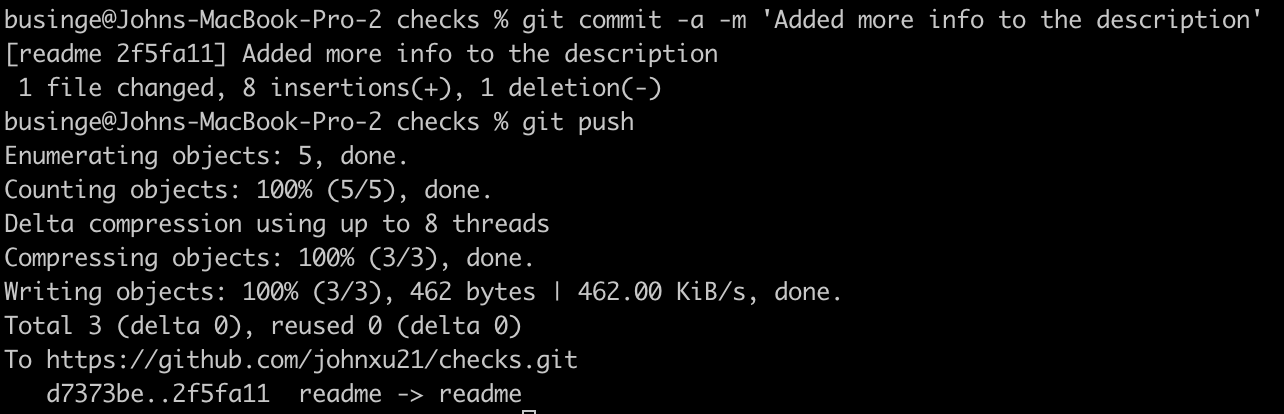 businge@Johns-MacBook-Pro-2 checks % git commit -a -m 'Added more info to the description'
[readme 2f5fa11] Added more info to the description
 1 file changed, 8 insertions(+), 1 deletion(-)
businge@Johns-MacBook-Pro-2 checks % git push
Enumerating objects: 5, done.
Counting objects: 100% (5/5), done.
Delta compression using up to 8 threads
Compressing objects: 100% (3/3), done.
Writing objects: 100% (3/3), 462 bytes | 462.00 KiB/s, done.
Total 3 (delta 0), reused 0 (delta 0)
To https://github.com/johnxu21/checks.git
   d7373be..2f5fa11  readme -> readme